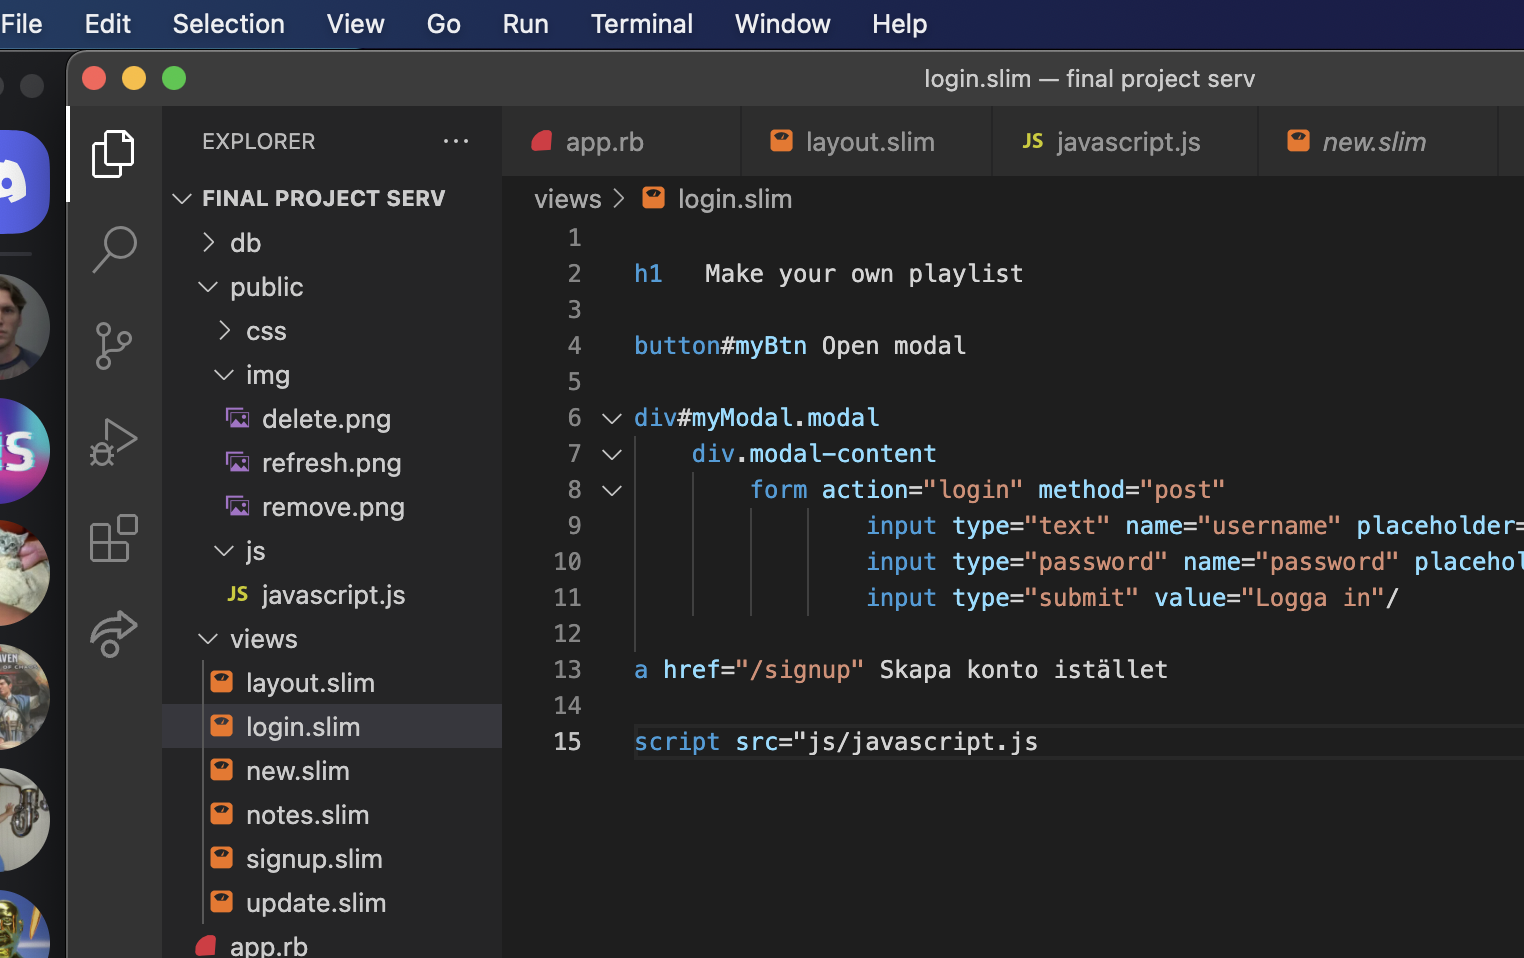 File Edit Selection View Go Run Terminal Window Help
login.slim — final project serv
EXPLORER ···
app.rb
JS
layout.slim
JS javascript.js
new.slim
FINAL PROJECT SERV
db
public
css
img
delete.png
refresh.png
remove.png
js
JS javascript.js
views
layout.slim
login.slim
new.slim
notes.slim
signup.slim
update.slim
app.rb
views > login.slim
1
2 h1   Make your own playlist
3
4 button#myBtn Open modal
5
6 div#myModal.modal
7 div.modal-content
8 form action="login" method="post"
9 input type="text" name="username" placeholder=
10 input type="password" name="password" placehol
11 input type="submit" value="Logga in"/
12
13 a href="/signup" Skapa konto istället
14
15 script src="js/javascript.js